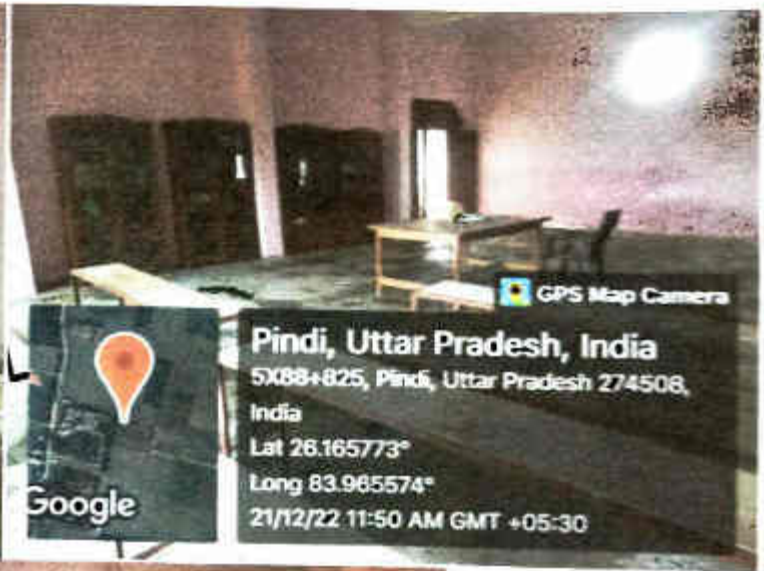 GPS Map Camera
Pindi, Uttar Pradesh, India
5X88+825, Pindi, Uttar Pradesh 274508,
India
Lat 26.165773°
Long 83.965574°
21/12/22 11:50 AM GMT +05:30
Google